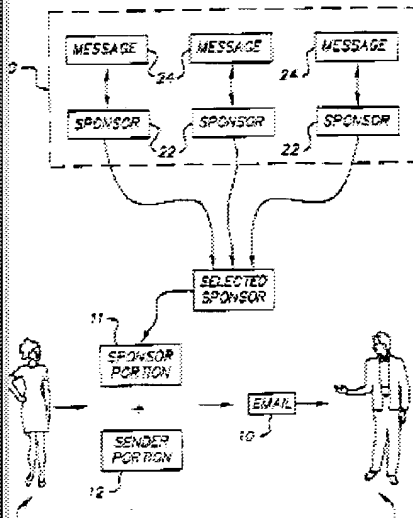 MESSAGE MESSAGE MESSAGE
24 24 24
SPONSOR SPONSOR SPONSOR
22 22 22
SELECTED
SPONSOR
11
SPONSOR
PORTION
+
EMAIL
10
SENDER
PORTION
12